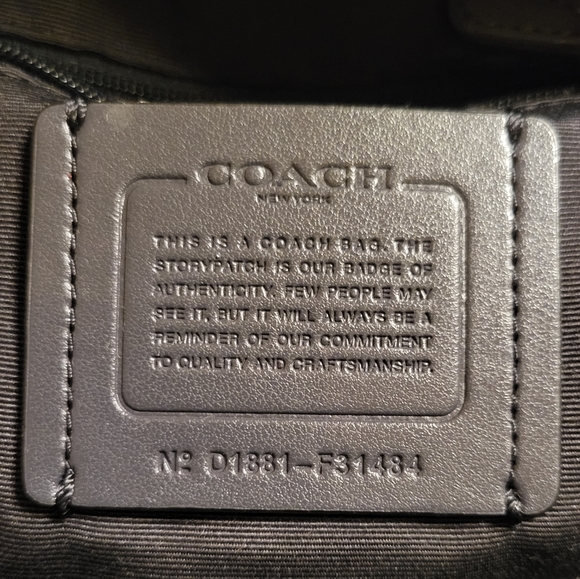 COACH
NEW YORK
THIS IS A COACH BAG. THE
STORYPATCH IS OUR BADGE OF
AUTHENTICITY. FEW PEOPLE MAY
SEE IT, BUT IT WILL ALWAYS BE A
REMINDER OF OUR COMMITMENT
TO QUALITY AND CRAFTSMANSHIP.
Nº D1881-F31484